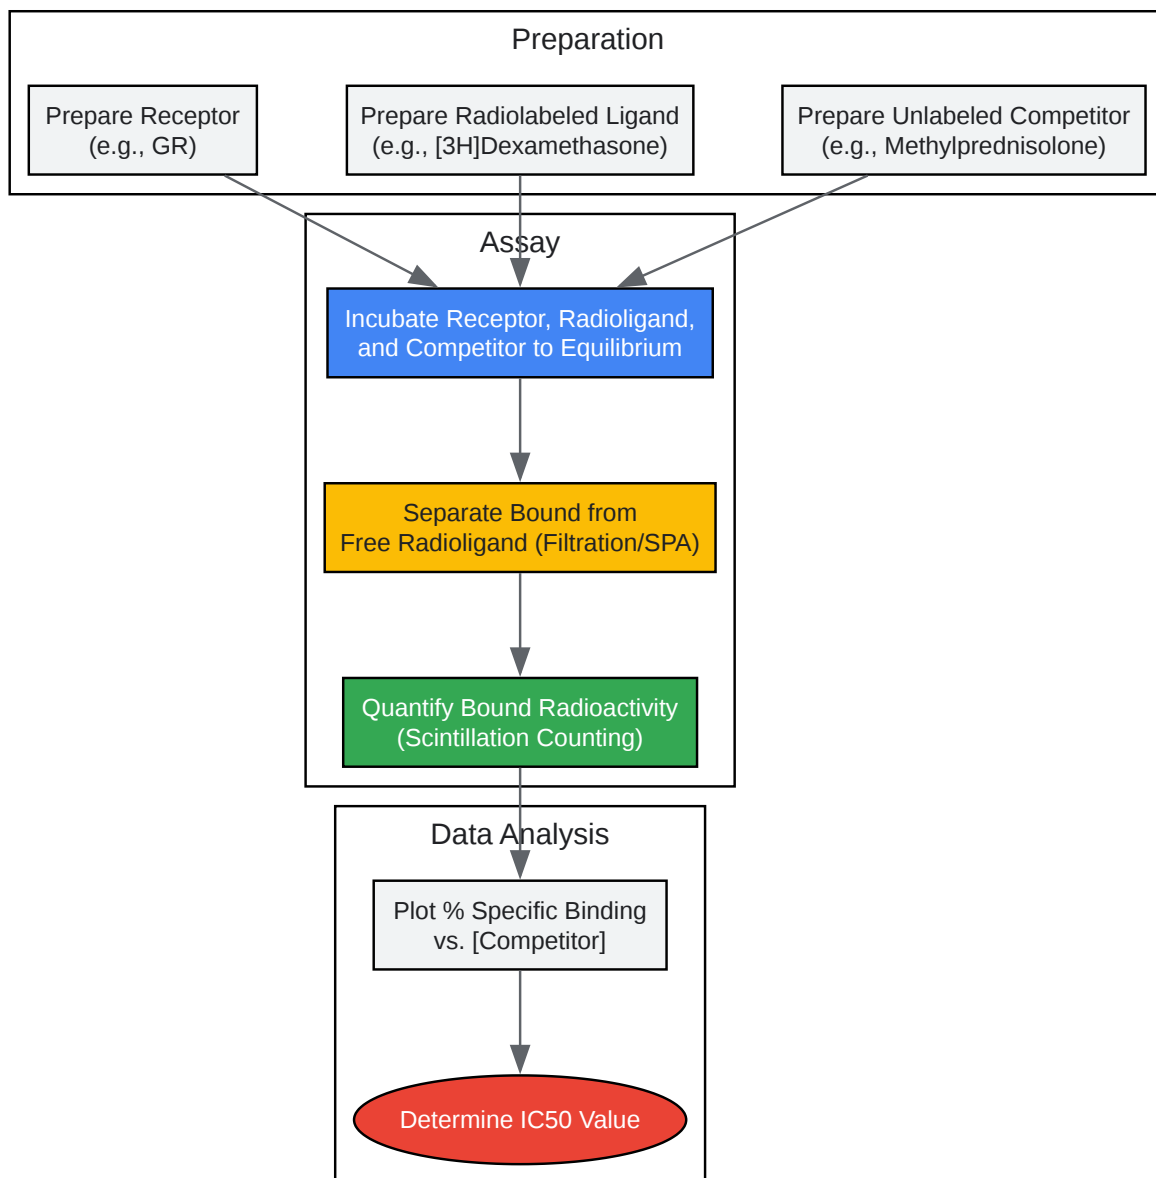 Preparation
Prepare Receptor
(e.g., GR)
Prepare Radiolabeled Ligand
(e.g., [3H]Dexamethasone)
Prepare Unlabeled Competitor
(e.g., Methylprednisolone)
Assay
Incubate Receptor, Radioligand,
and Competitor to Equilibrium
Separate Bound from
Free Radioligand (Filtration/SPA)
Quantify Bound Radioactivity
(Scintillation Counting)
Data Analysis
Plot % Specific Binding
vs. [Competitor]
Determine IC50 Value